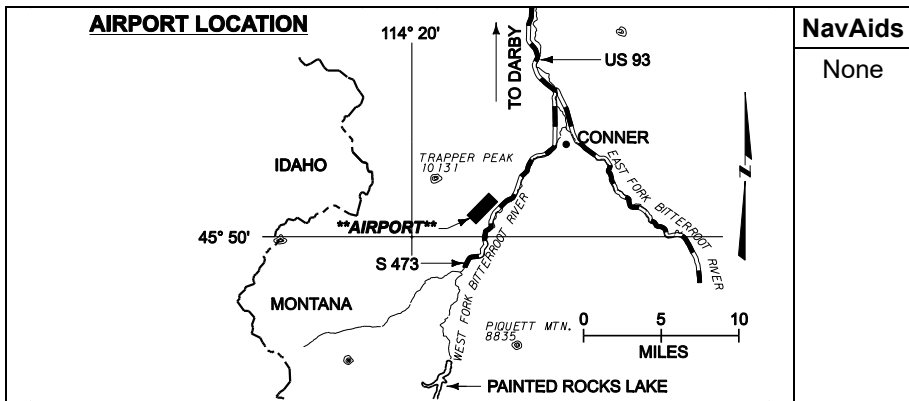 AIRPORT LOCATION
NavAids
None
114° 20'
TO DARBY
US 93
CONNER
IDAHO
TRAPPER PEAK
10131
EAST FORK BITTERROOT RIVER
N
**AIRPORT**
45° 50'
S 473
WEST FORK BITTERROOT RIVER
MONTANA
PIQUETT MTN.
8835
0 5 10
MILES
PAINTED ROCKS LAKE